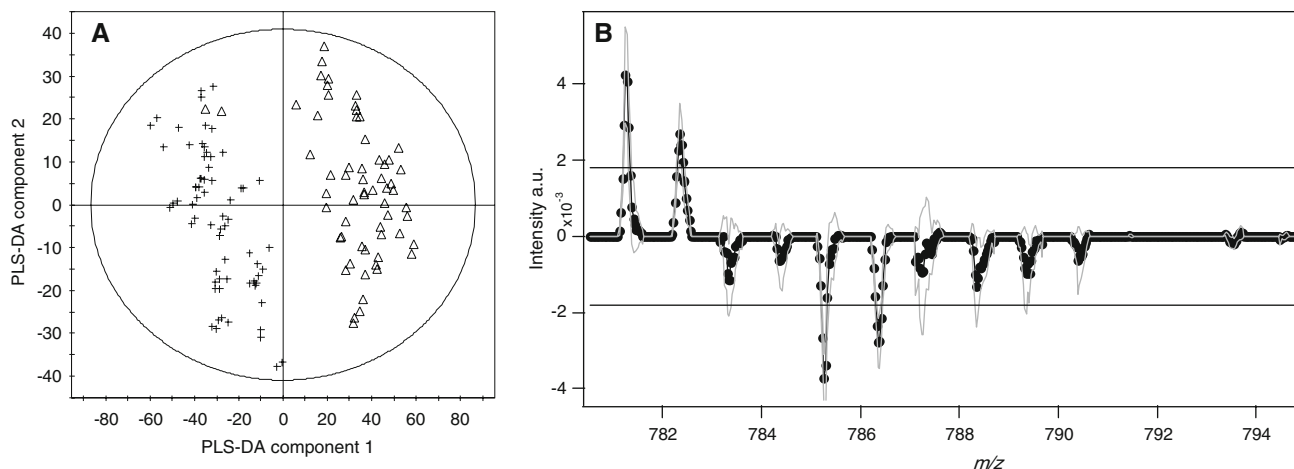 A
PLS-DA component 2
40
30
20
10
0
-10
-20
-30
-40
-80 -60 -40 -20 0 20 40 60 80
PLS-DA component 1
B
Intensity a.u.
x10-3
4
2
0
-2
-4
782 784 786 788 790 792 794
m/z